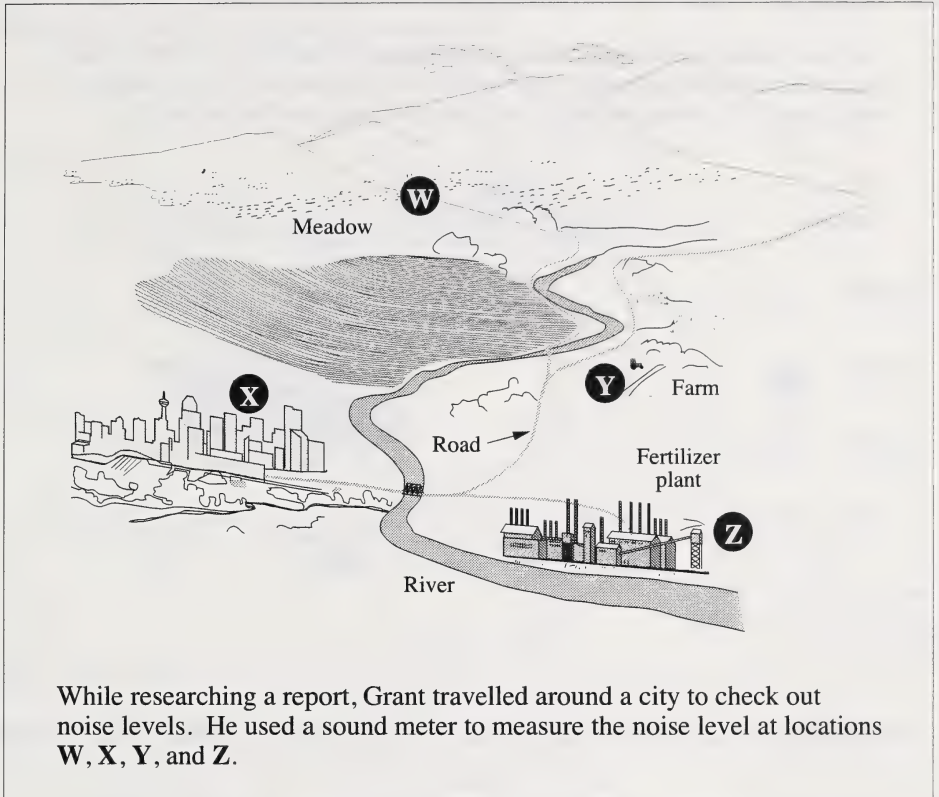 W
Meadow
X
Y
Farm
Road
Fertilizer
plant
Z
River
While researching a report, Grant travelled around a city to check out
noise levels. He used a sound meter to measure the noise level at locations
W, X, Y, and Z.